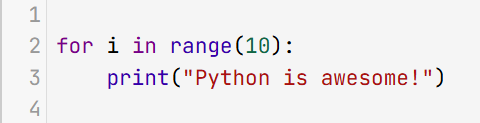 1
2 for i in range(10):
3     print("Python is awesome!")
4